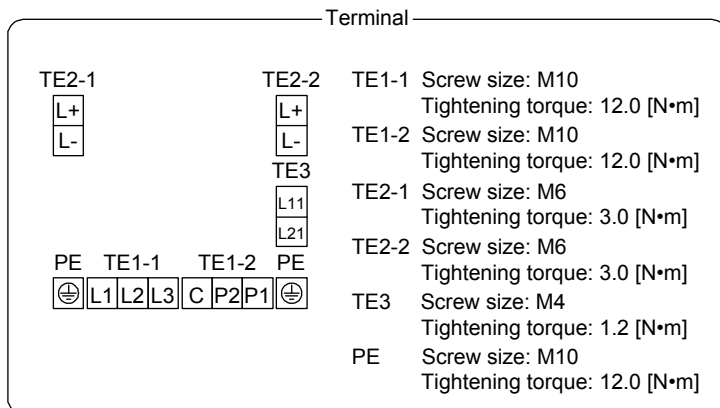 Terminal
TE2-1 TE2-2
L+ L+
L- L-
TE3
L11
L21
PE TE1-1 TE1-2 PE
L1 L2 L3 C P2 P1
TE1-1 Screw size: M10
Tightening torque: 12.0 [N•m]
TE1-2 Screw size: M10
Tightening torque: 12.0 [N•m]
TE2-1 Screw size: M6
Tightening torque: 3.0 [N•m]
TE2-2 Screw size: M6
Tightening torque: 3.0 [N•m]
TE3 Screw size: M4
Tightening torque: 1.2 [N•m]
PE Screw size: M10
Tightening torque: 12.0 [N•m]